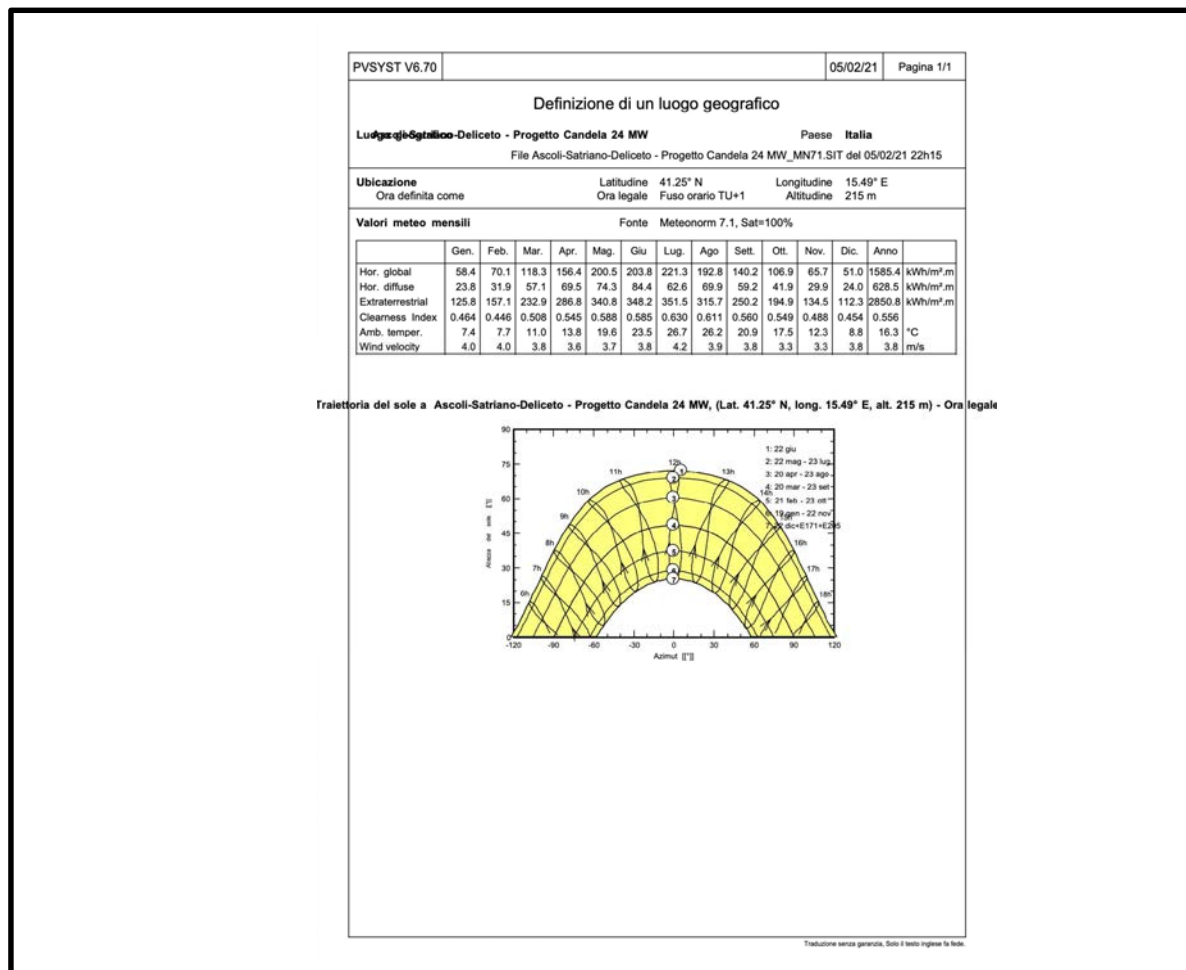 PVSYST V6.70 05/02/21 Pagina 1/1
Definizione di un luogo geografico
Luogo geografico Ascoli-Satriano-Deliceto - Progetto Candela 24 MW Paese Italia
File Ascoli-Satriano-Deliceto - Progetto Candela 24 MW_MN71.SIT del 05/02/21 22h15
Ubicazione Latitudine 41.25° N Longitudine 15.49° E
Ora definita come Ora legale Fuso orario TU+1 Altitudine 215 m
Valori meteo mensili Fonte Meteonorm 7.1, Sat=100%
Gen. Feb. Mar. Apr. Mag. Giu Lug. Ago Sett. Ott. Nov. Dic. Anno
Hor. global 58.4 70.1 118.3 156.4 200.5 203.8 221.3 192.8 140.2 106.9 65.7 51.0 1585.4 kWh/m².m
Hor. diffuse 23.8 31.9 57.1 69.5 74.3 84.4 62.6 69.9 59.2 41.9 29.9 24.0 628.5 kWh/m².m
Extraterrestrial 125.8 157.1 232.9 286.8 340.8 348.2 351.5 315.7 250.2 194.9 134.5 112.3 2850.8 kWh/m².m
Clearness Index 0.464 0.446 0.508 0.545 0.588 0.585 0.630 0.611 0.560 0.549 0.488 0.454 0.556
Amb. temper. 7.4 7.7 11.0 13.8 19.6 23.5 26.7 26.2 20.9 17.5 12.3 8.8 16.3 °C
Wind velocity 4.0 4.0 3.8 3.6 3.7 3.8 4.2 3.9 3.8 3.3 3.3 3.8 3.8 m/s
Traiettoria del sole a Ascoli-Satriano-Deliceto - Progetto Candela 24 MW, (Lat. 41.25° N, long. 15.49° E, alt. 215 m) - Ora legale
90
75
60
45
30
15
0
Altezza del sole [[°]]
6h
7h
8h
9h
10h
11h
12h
13h
14h
15h
16h
17h
18h
1
2
3
4
5
6
7
1: 22 giu
2: 22 mag - 23 lug
3: 20 apr - 23 ago
4: 20 mar - 23 set
5: 21 feb - 23 ott
6: 19 gen - 22 nov
-120 -90 -60 -30 0 30 60 90 120
Azimut [[°]]
Traduzione senza garanzia, Solo il testo inglese fa fede.